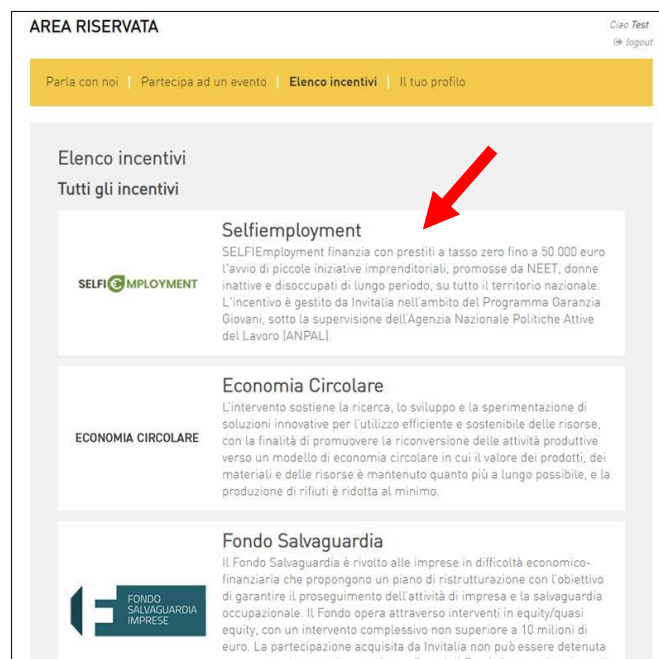 AREA RISERVATA
Ciao Test
logout
Parla con noi | Partecipa ad un evento | Elenco incentivi | Il tuo profilo
Elenco incentivi
Tutti gli incentivi
SELFIEMPLOYMENT
Selfiemployment
SELFIEmployment finanzia con prestiti a tasso zero fino a 50.000 euro
l'avvio di piccole iniziative imprenditoriali, promosse da NEET, donne
inattive e disoccupati di lungo periodo, su tutto il territorio nazionale.
L'incentivo è gestito da Invitalia nell'ambito del Programma Garanzia
Giovani, sotto la supervisione dell'Agenzia Nazionale Politiche Attive
del Lavoro (ANPAL).
ECONOMIA CIRCOLARE
Economia Circolare
L'intervento sostiene la ricerca, lo sviluppo e la sperimentazione di
soluzioni innovative per l'utilizzo efficiente e sostenibile delle risorse,
con la finalità di promuovere la riconversione delle attività produttive
verso un modello di economia circolare in cui il valore dei prodotti, dei
materiali e delle risorse è mantenuto quanto più a lungo possibile, e la
produzione di rifiuti è ridotta al minimo.
FONDO
SALVAGUARDIA
IMPRESE
Fondo Salvaguardia
Il Fondo Salvaguardia è rivolto alle imprese in difficoltà economico-
finanziaria che propongono un piano di ristrutturazione con l'obiettivo
di garantire il proseguimento dell'attività di impresa e la salvaguardia
occupazionale. Il Fondo opera attraverso interventi in equity/quasi
equity, con un intervento complessivo non superiore a 10 milioni di
euro. La partecipazione acquisita da Invitalia non può essere detenuta